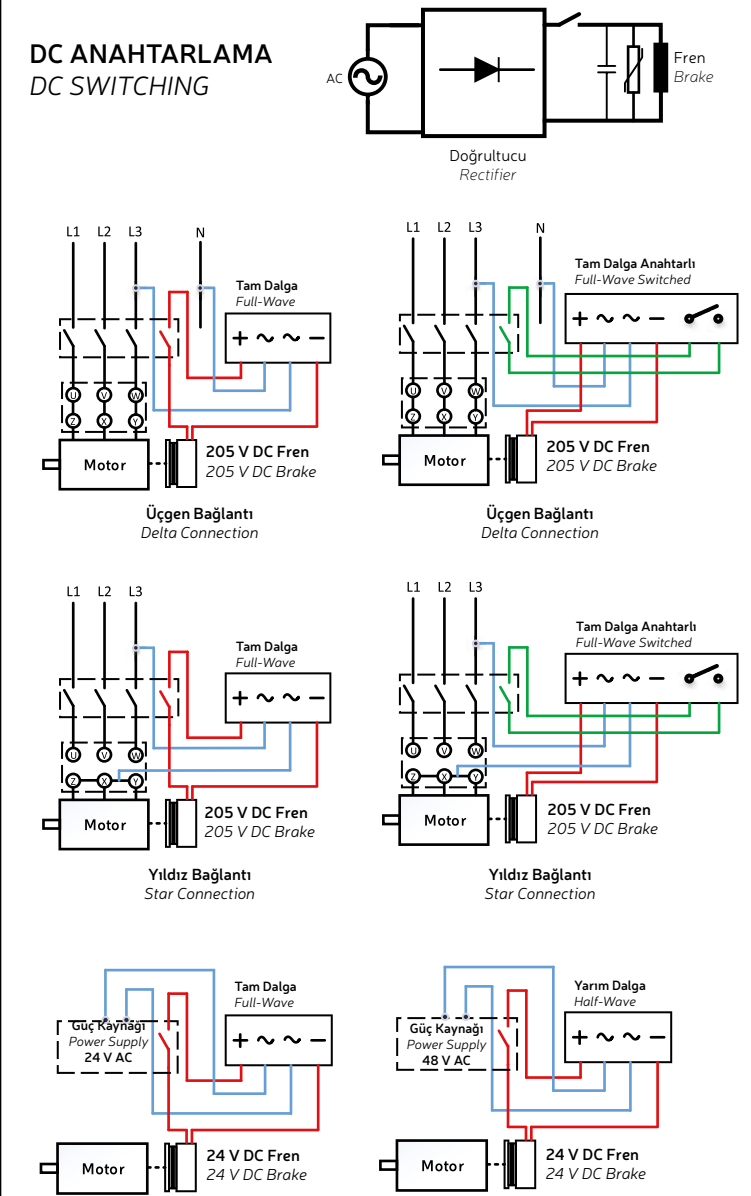 DC ANAHTARLAMA
DC SWITCHING
AC
Fren
Brake
Doğrultucu
Rectifier
L1 L2 L3 N
Tam Dalga
Full-Wave
+ ~ ~ −
U V W
Z X Y
Motor
205 V DC Fren
205 V DC Brake
Üçgen Bağlantı
Delta Connection
L1 L2 L3 N
Tam Dalga Anahtarlı
Full-Wave Switched
+ ~ ~ −
U V W
Z X Y
Motor
205 V DC Fren
205 V DC Brake
Üçgen Bağlantı
Delta Connection
L1 L2 L3
Tam Dalga
Full-Wave
+ ~ ~ −
U V W
Z X Y
Motor
205 V DC Fren
205 V DC Brake
Yıldız Bağlantı
Star Connection
L1 L2 L3
Tam Dalga Anahtarlı
Full-Wave Switched
+ ~ ~ −
U V W
Z X Y
Motor
205 V DC Fren
205 V DC Brake
Yıldız Bağlantı
Star Connection
Tam Dalga
Full-Wave
Güç Kaynağı
Power Supply
24 V AC
+ ~ ~ −
Motor
24 V DC Fren
24 V DC Brake
Yarım Dalga
Half-Wave
Güç Kaynağı
Power Supply
48 V AC
+ ~ ~ −
Motor
24 V DC Fren
24 V DC Brake